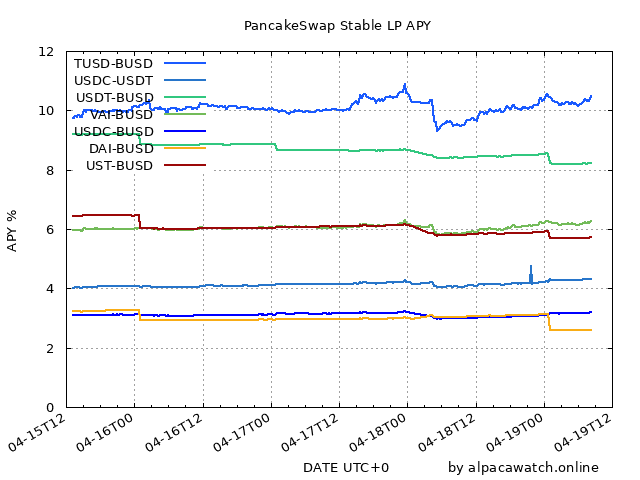 PancakeSwap Stable LP APY
APY %
12
10
8
6
4
2
0
TUSD-BUSD
USDC-USDT
USDT-BUSD
VAI-BUSD
USDC-BUSD
DAI-BUSD
UST-BUSD
04-15T12
04-16T00
04-16T12
04-17T00
04-17T12
04-18T00
04-18T12
04-19T00
04-19T12
DATE UTC+0
by alpacawatch.online